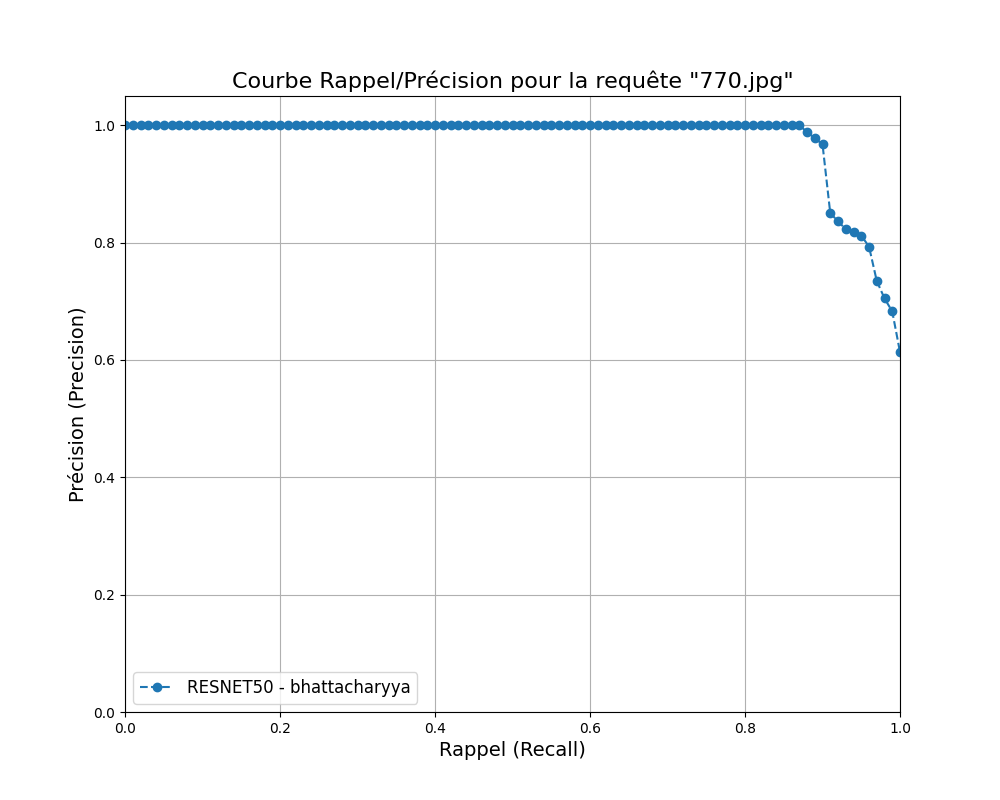 Courbe Rappel/Précision pour la requête "770.jpg"
1.0
0.8
0.6
0.4
0.2
0.0
Précision (Precision)
RESNET50 - bhattacharyya
0.0 0.2 0.4 0.6 0.8 1.0
Rappel (Recall)